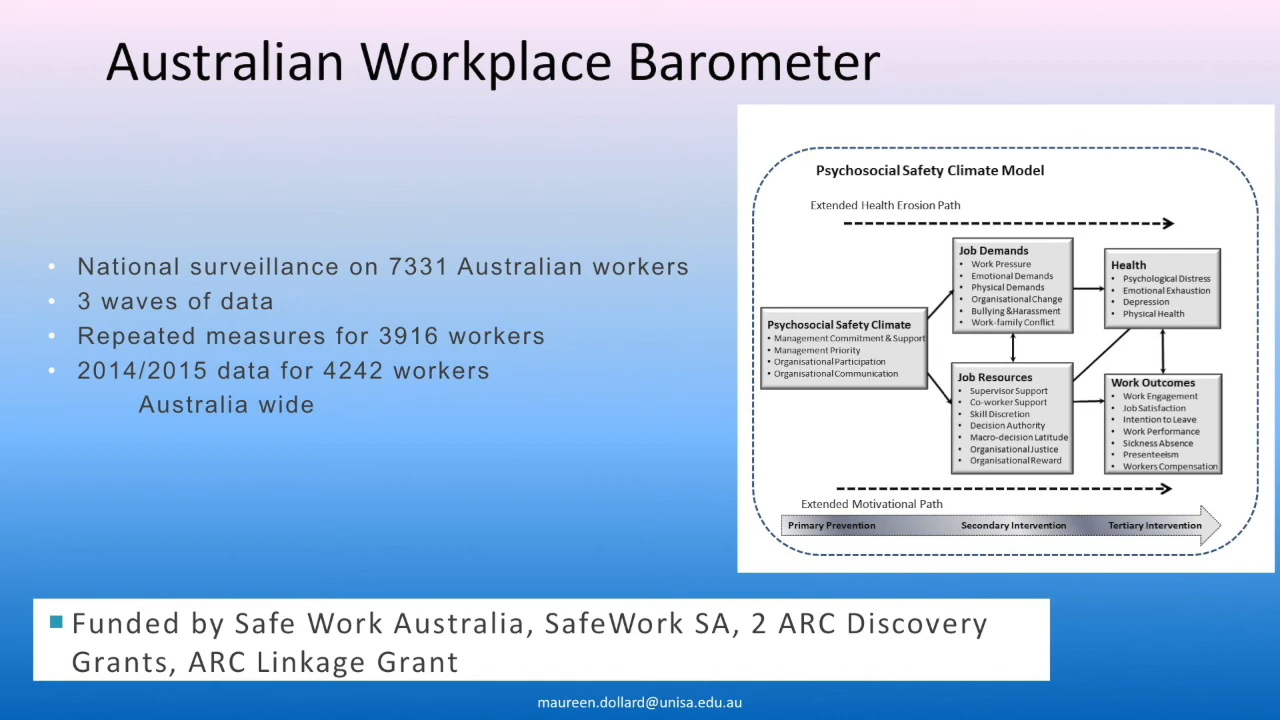 Australian Workplace Barometer
• National surveillance on 7331 Australian workers
• 3 waves of data
• Repeated measures for 3916 workers
• 2014/2015 data for 4242 workers
Australia wide
Psychosocial Safety Climate Model
Extended Health Erosion Path
Psychosocial Safety Climate
• Management Commitment & Support
• Management Priority
• Organisational Participation
• Organisational Communication
Job Demands
• Work Pressure
• Emotional Demands
• Physical Demands
• Organisational Change
• Bullying & Harassment
• Work-family Conflict
Health
• Psychological Distress
• Emotional Exhaustion
• Depression
• Physical Health
Job Resources
• Supervisor Support
• Co-worker Support
• Skill Discretion
• Decision Authority
• Macro-decision Latitude
• Organisational Justice
• Organisational Reward
Work Outcomes
• Work Engagement
• Job Satisfaction
• Intention to Leave
• Work Performance
• Sickness Absence
• Presenteeism
• Workers Compensation
Extended Motivational Path
Primary Prevention
Secondary Intervention
Tertiary Intervention
Funded by Safe Work Australia, SafeWork SA, 2 ARC Discovery
Grants, ARC Linkage Grant
maureen.dollard@unisa.edu.au